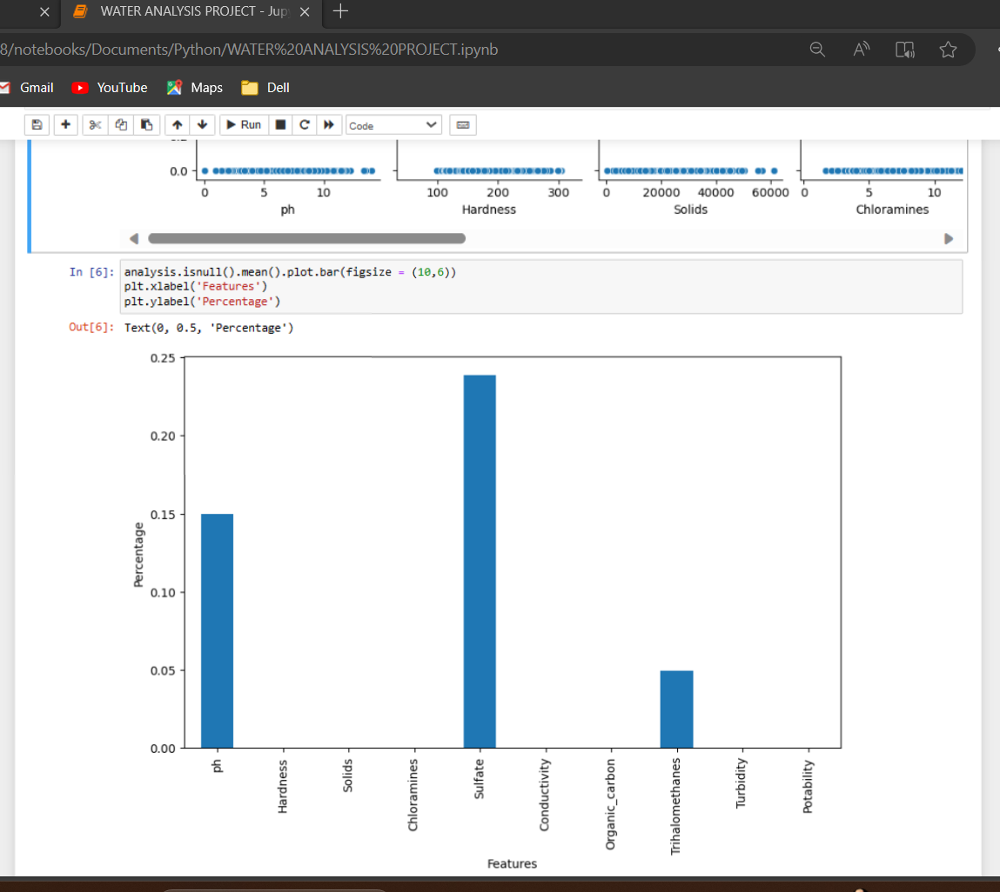 WATER ANALYSIS PROJECT - Jup
8/notebooks/Documents/Python/WATER%20ANALYSIS%20PROJECT.ipynb
Gmail YouTube Maps Dell
Run Code
0.0
0 5 10 100 200 300 0 20000 40000 60000 0 5 10
ph Hardness Solids Chloramines
In [6]: analysis.isnull().mean().plot.bar(figsize = (10,6))
plt.xlabel('Features')
plt.ylabel('Percentage')
Out[6]: Text(0, 0.5, 'Percentage')
0.25
0.20
0.15
0.10
0.05
0.00
Percentage
ph Hardness Solids Chloramines Sulfate Conductivity Organic_carbon Trihalomethanes Turbidity Potability
Features